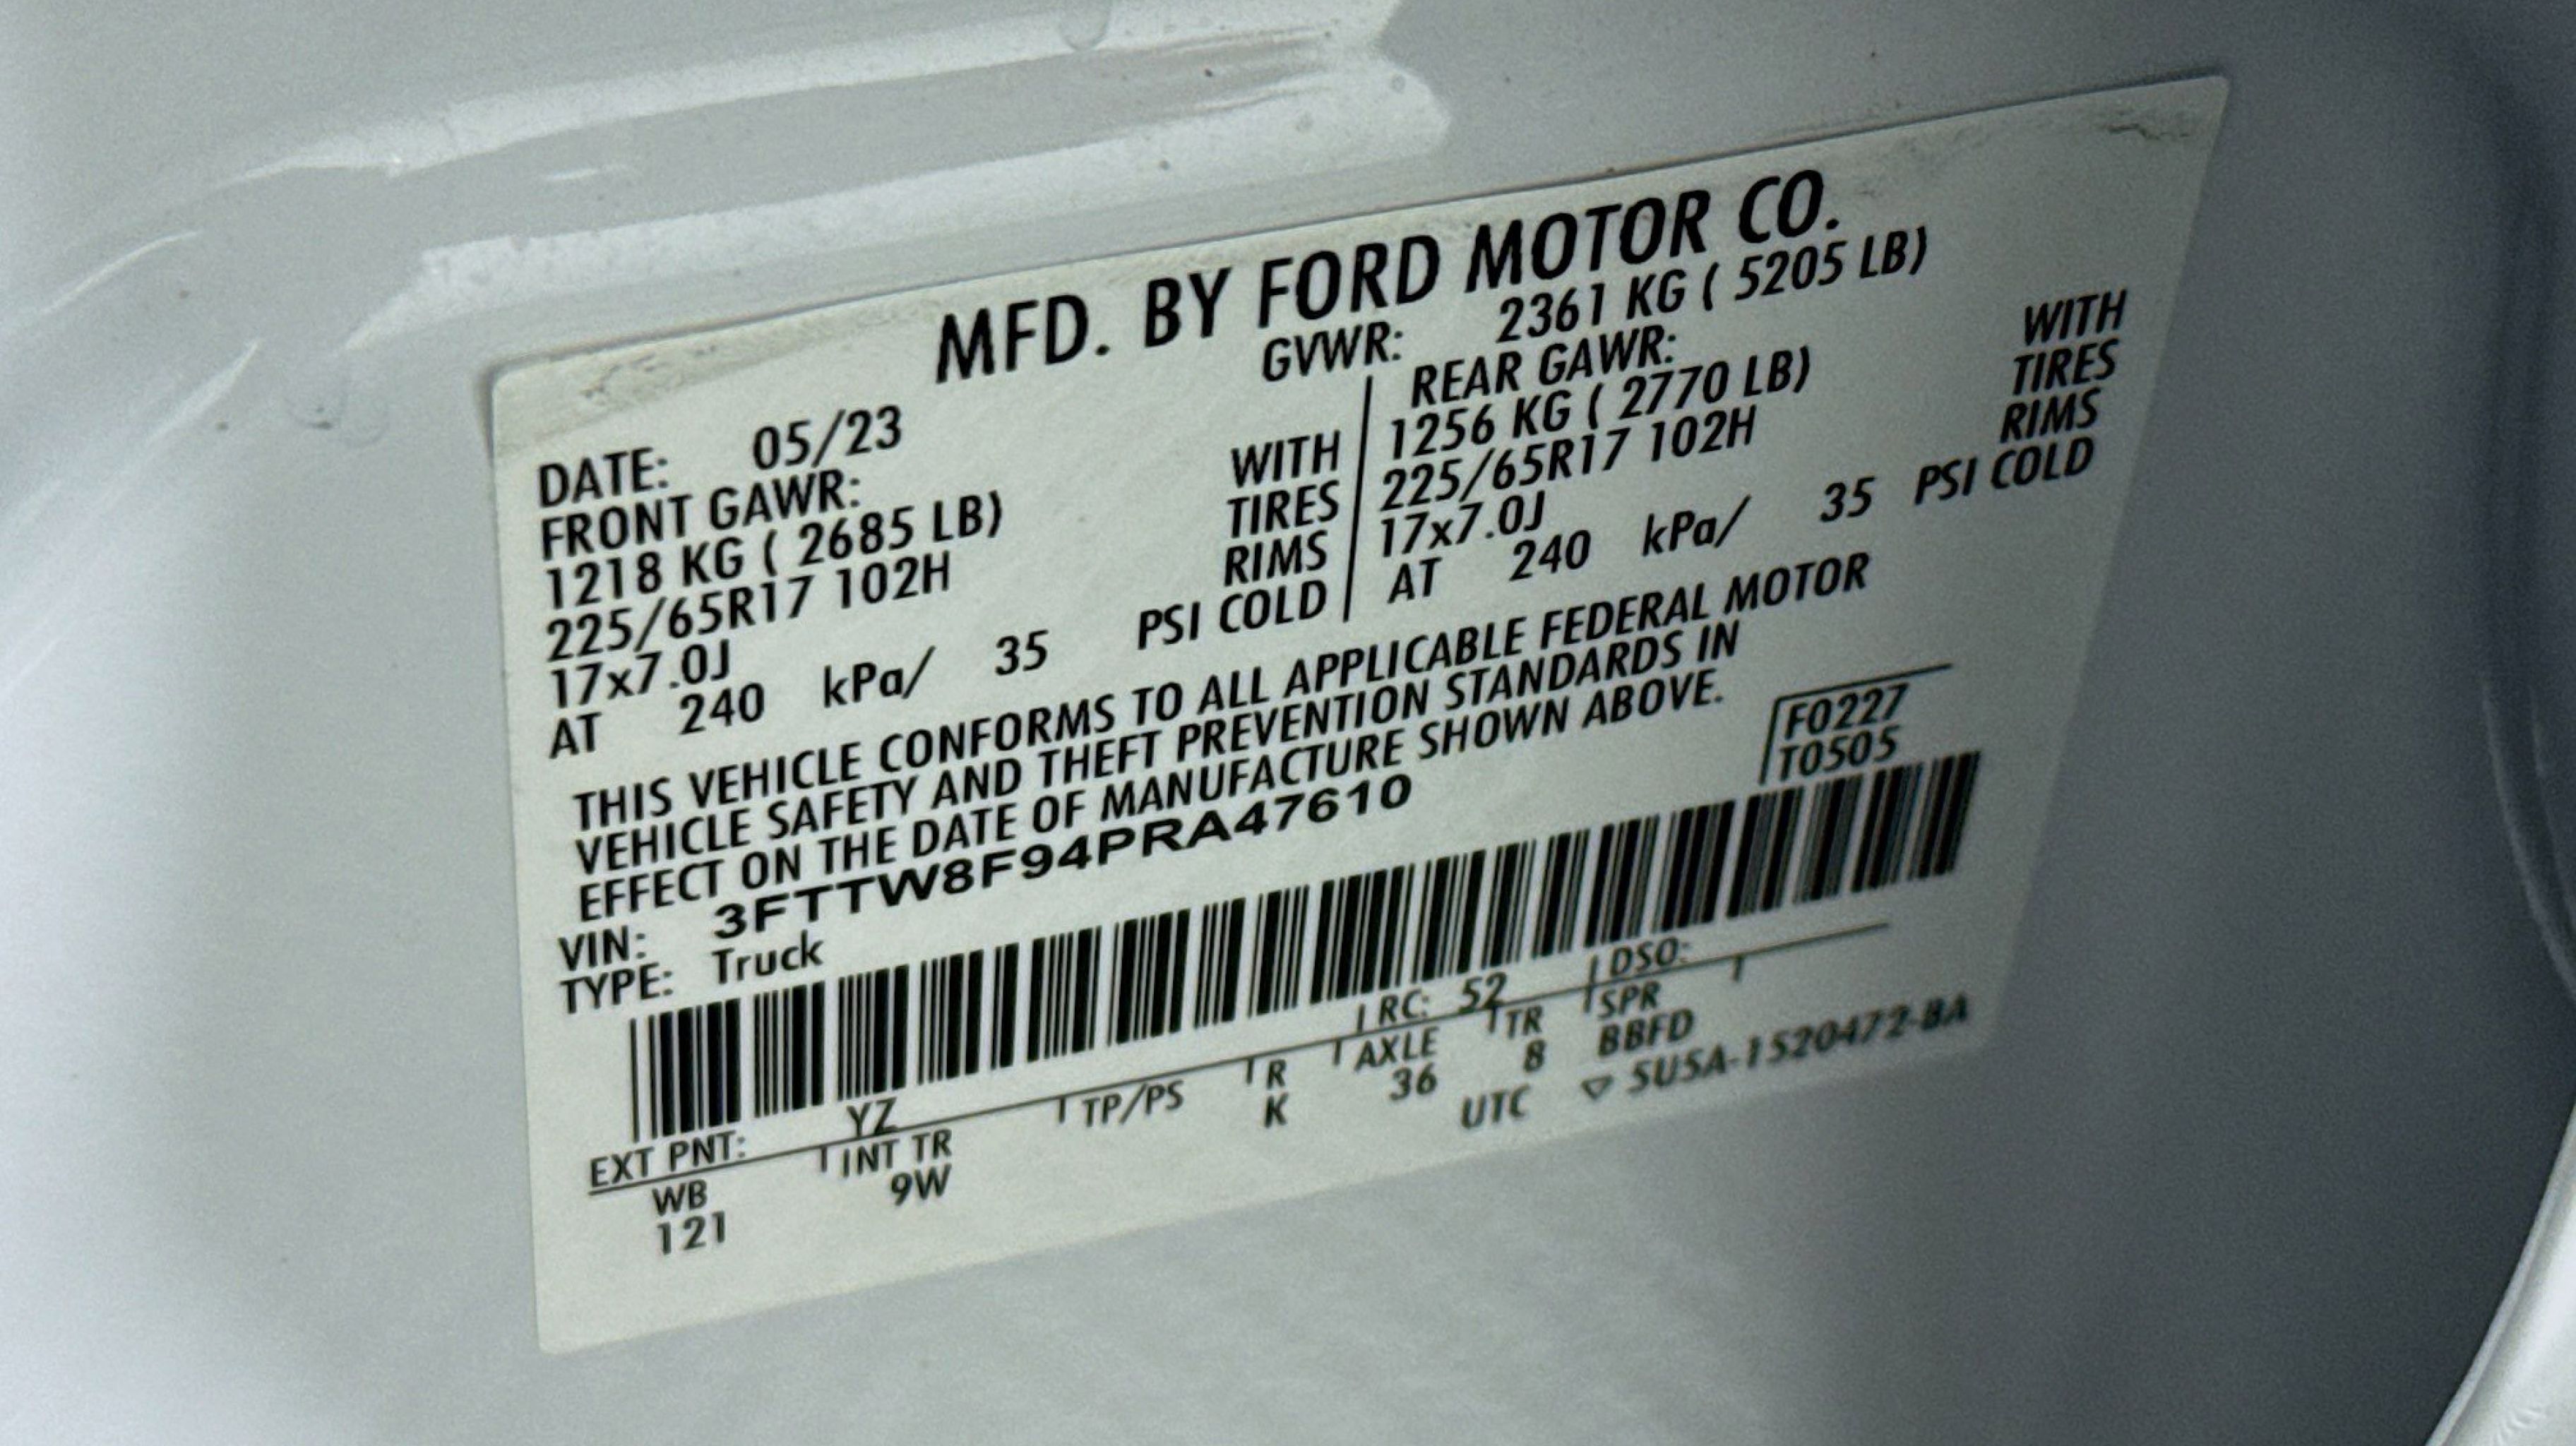 MFD. BY FORD MOTOR CO.
DATE: 05/23 GVWR: 2361 KG ( 5205 LB)
FRONT GAWR: REAR GAWR:
1218 KG ( 2685 LB) WITH 1256 KG ( 2770 LB) WITH
225/65R17 102H TIRES 225/65R17 102H TIRES
17x7.0J RIMS 17x7.0J RIMS
AT 240 kPa/ 35 PSI COLD AT 240 kPa/ 35 PSI COLD
THIS VEHICLE CONFORMS TO ALL APPLICABLE FEDERAL MOTOR
VEHICLE SAFETY AND THEFT PREVENTION STANDARDS IN
EFFECT ON THE DATE OF MANUFACTURE SHOWN ABOVE.
F0227
VIN: 3FTTW8F94PRA47610
T0505
TYPE: Truck
EXT PNT: YZ RC: 52 DSO:
WB INT TR TP/PS R AXLE TR SPR
121 9W K 36 8 BBFD
UTC ▽ 5U5A-1520472-BA